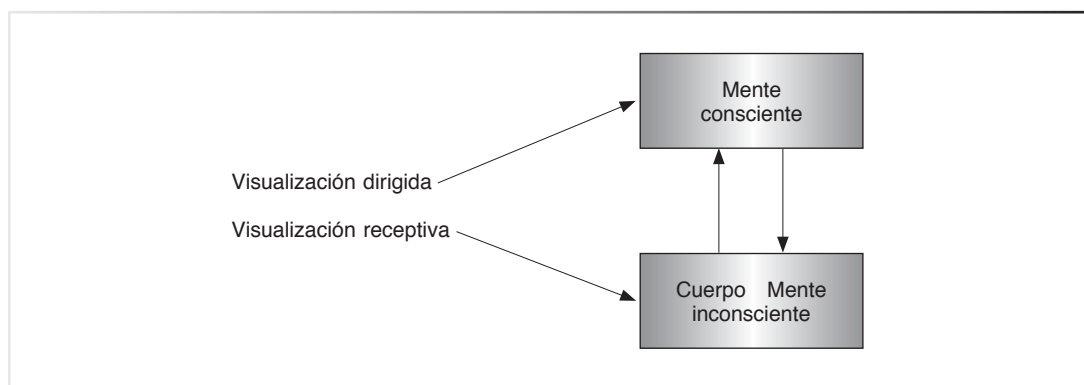 Mente
consciente
Visualización dirigida
Visualización receptiva
Cuerpo Mente
inconsciente